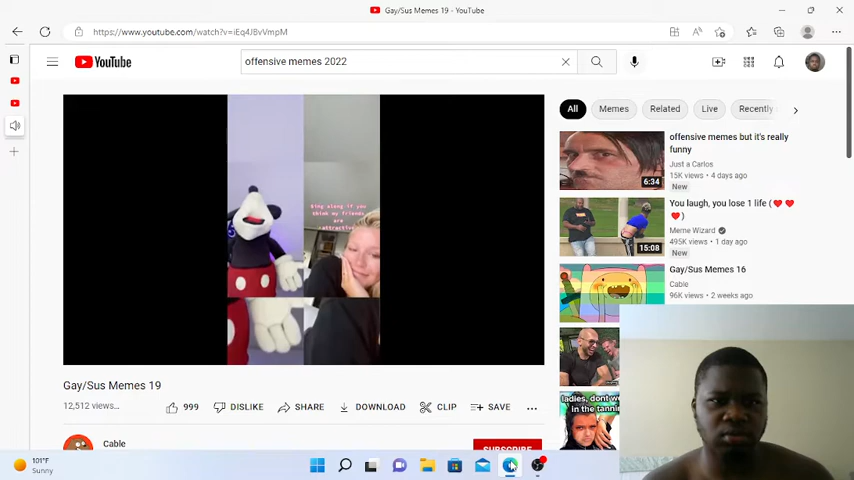 Gay/Sus Memes 19 - YouTube
https://www.youtube.com/watch?v=iEq4J8vVmpM
YouTube
offensive memes 2022
Sing along if you
think my friends
are
attractive
All
Memes
Related
Live
Recently
offensive memes but it's really
funny
Just a Carlos
15K views • 4 days ago
New
6:34
You laugh, you lose 1 life (❤️ ❤️
❤️)
Meme Wizard
495K views • 1 day ago
New
15:08
Gay/Sus Memes 16
Cable
96K views • 2 weeks ago
ladies, dont w
in the tannin
Gay/Sus Memes 19
12,512 views...
999
DISLIKE
SHARE
DOWNLOAD
CLIP
SAVE
Cable
SUBSCRIBE
101°F
Sunny